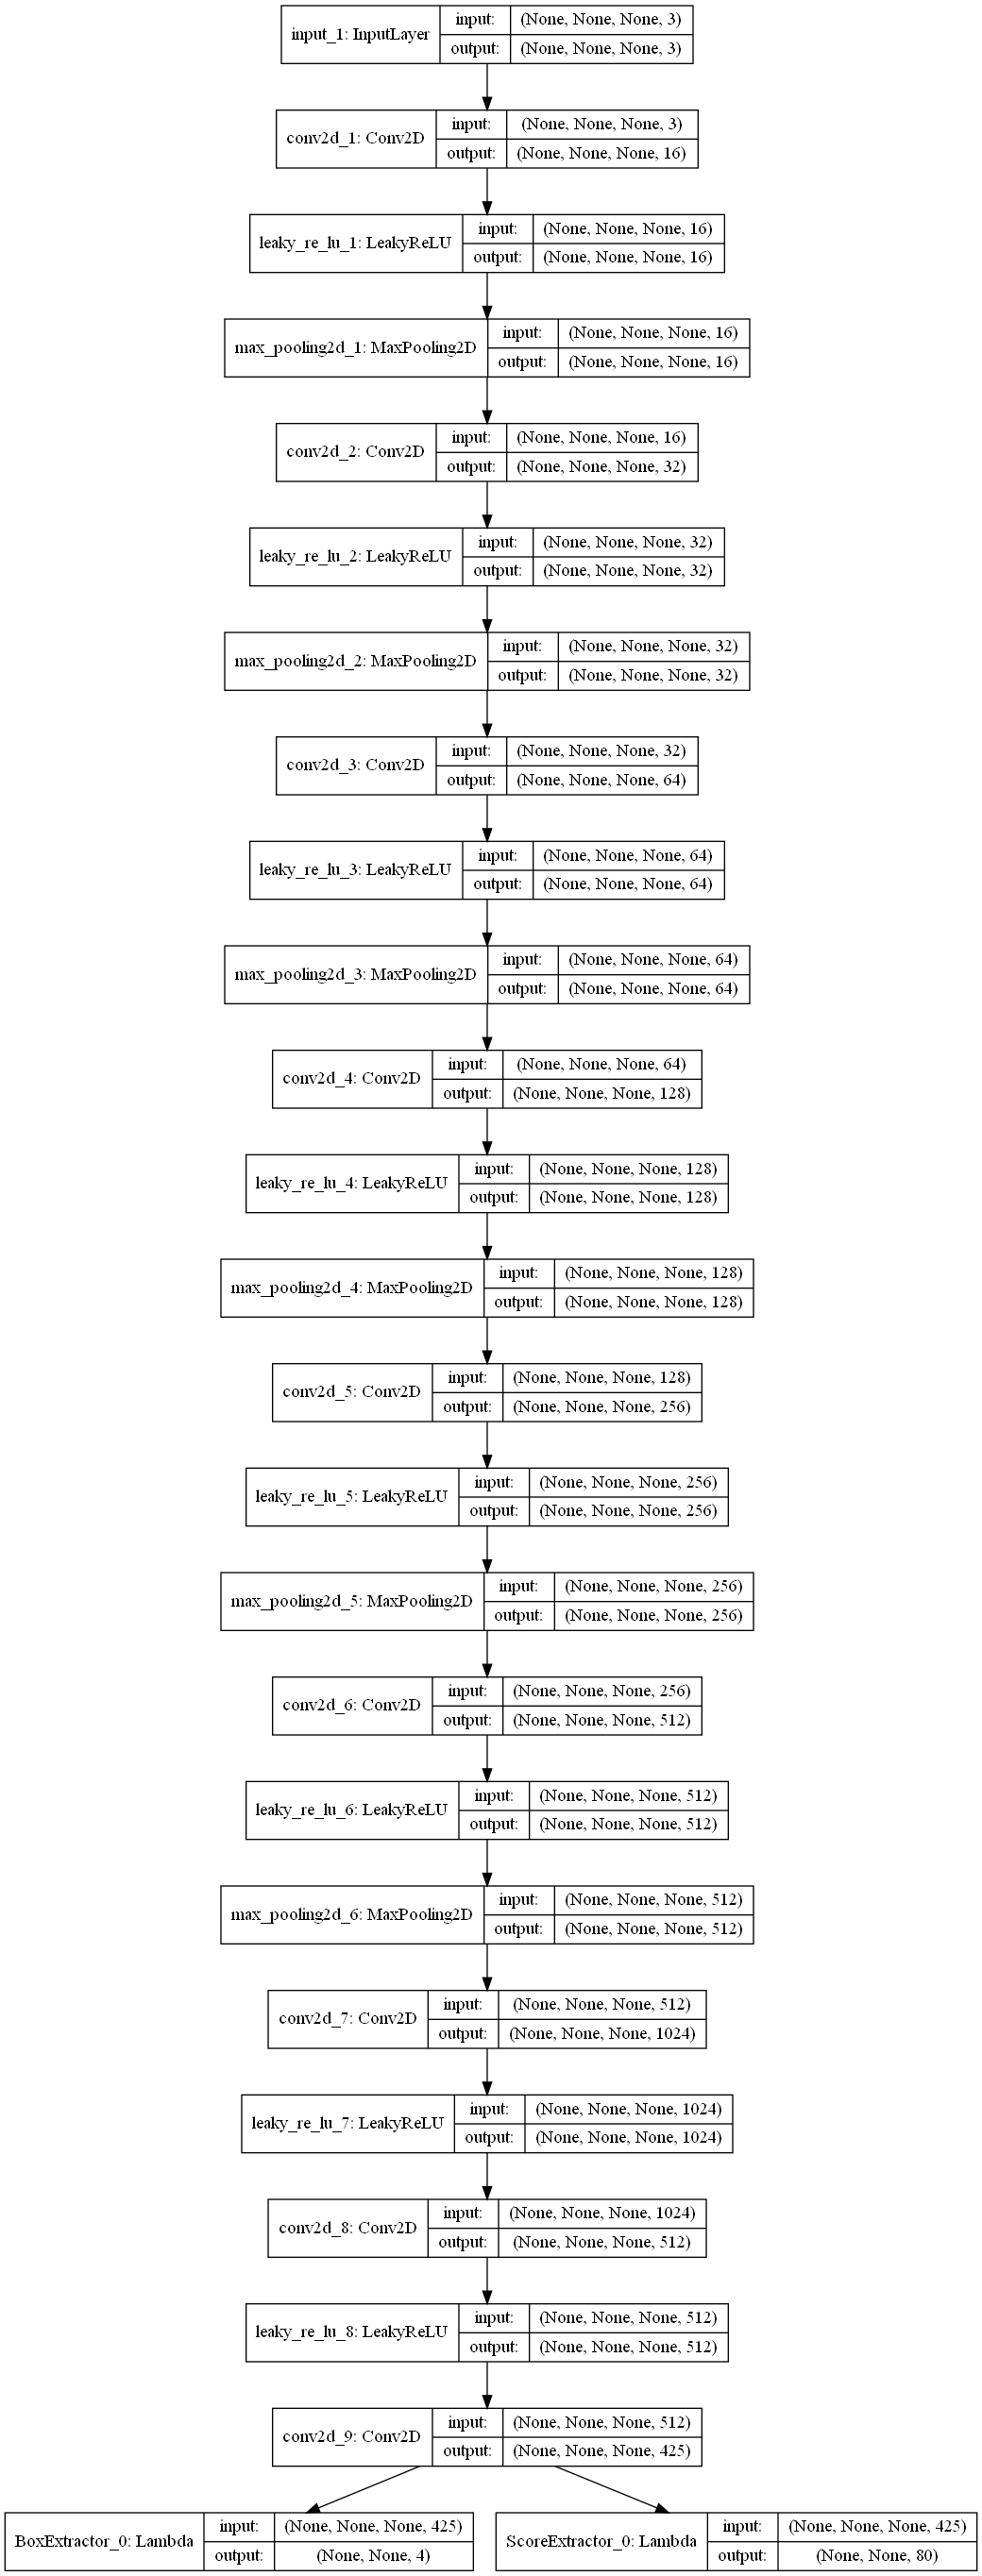 input_1: InputLayer
input: (None, None, None, 3)
output: (None, None, None, 3)
conv2d_1: Conv2D
input: (None, None, None, 3)
output: (None, None, None, 16)
leaky_re_lu_1: LeakyReLU
input: (None, None, None, 16)
output: (None, None, None, 16)
max_pooling2d_1: MaxPooling2D
input: (None, None, None, 16)
output: (None, None, None, 16)
conv2d_2: Conv2D
input: (None, None, None, 16)
output: (None, None, None, 32)
leaky_re_lu_2: LeakyReLU
input: (None, None, None, 32)
output: (None, None, None, 32)
max_pooling2d_2: MaxPooling2D
input: (None, None, None, 32)
output: (None, None, None, 32)
conv2d_3: Conv2D
input: (None, None, None, 32)
output: (None, None, None, 64)
leaky_re_lu_3: LeakyReLU
input: (None, None, None, 64)
output: (None, None, None, 64)
max_pooling2d_3: MaxPooling2D
input: (None, None, None, 64)
output: (None, None, None, 64)
conv2d_4: Conv2D
input: (None, None, None, 64)
output: (None, None, None, 128)
leaky_re_lu_4: LeakyReLU
input: (None, None, None, 128)
output: (None, None, None, 128)
max_pooling2d_4: MaxPooling2D
input: (None, None, None, 128)
output: (None, None, None, 128)
conv2d_5: Conv2D
input: (None, None, None, 128)
output: (None, None, None, 256)
leaky_re_lu_5: LeakyReLU
input: (None, None, None, 256)
output: (None, None, None, 256)
max_pooling2d_5: MaxPooling2D
input: (None, None, None, 256)
output: (None, None, None, 256)
conv2d_6: Conv2D
input: (None, None, None, 256)
output: (None, None, None, 512)
leaky_re_lu_6: LeakyReLU
input: (None, None, None, 512)
output: (None, None, None, 512)
max_pooling2d_6: MaxPooling2D
input: (None, None, None, 512)
output: (None, None, None, 512)
conv2d_7: Conv2D
input: (None, None, None, 512)
output: (None, None, None, 1024)
leaky_re_lu_7: LeakyReLU
input: (None, None, None, 1024)
output: (None, None, None, 1024)
conv2d_8: Conv2D
input: (None, None, None, 1024)
output: (None, None, None, 512)
leaky_re_lu_8: LeakyReLU
input: (None, None, None, 512)
output: (None, None, None, 512)
conv2d_9: Conv2D
input: (None, None, None, 512)
output: (None, None, None, 425)
BoxExtractor_0: Lambda
input: (None, None, None, 425)
output: (None, None, 4)
ScoreExtractor_0: Lambda
input: (None, None, None, 425)
output: (None, None, 80)